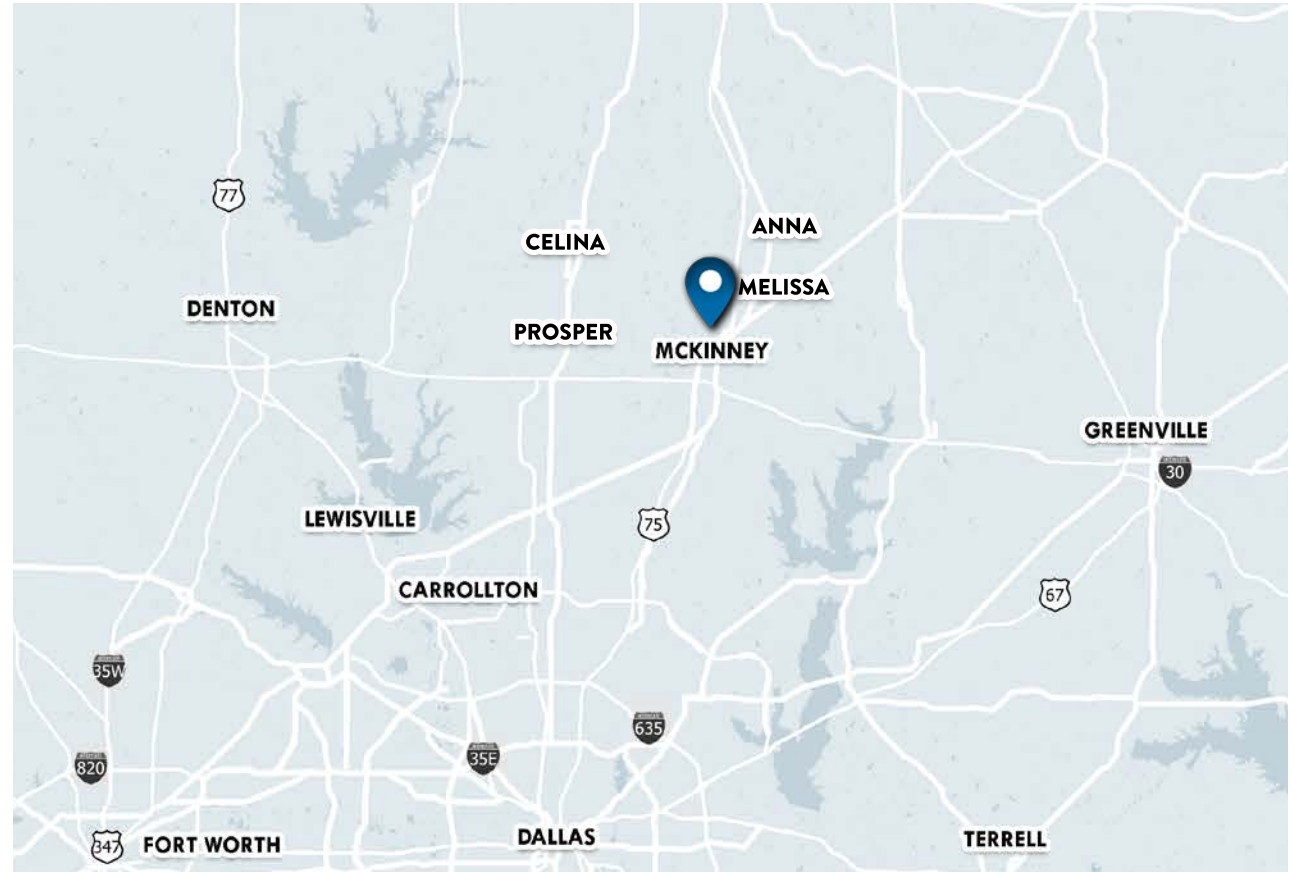 77
ANNA
CELINA
MELISSA
DENTON
PROSPER
MCKINNEY
GREENVILLE
30
LEWISVILLE
75
CARROLLTON
67
35W
635
35E
820
DALLAS
TERRELL
347
FORT WORTH